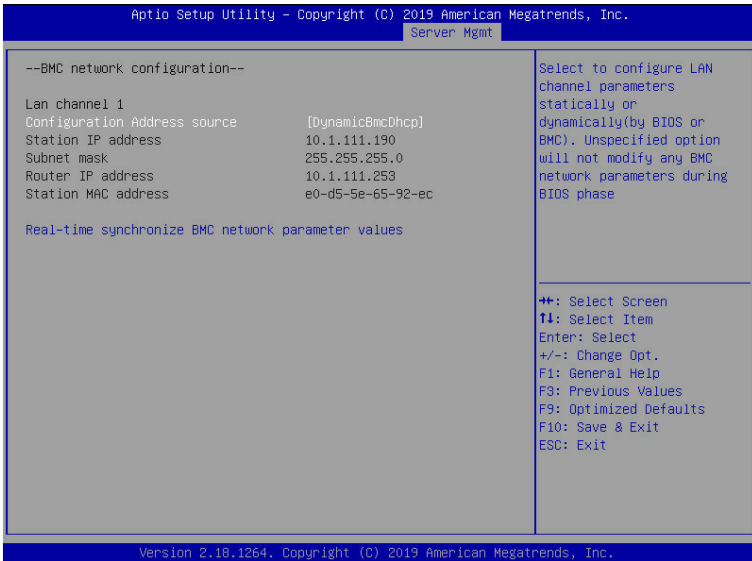 Aptio Setup Utility – Copyright (C) 2019 American Megatrends, Inc.
Server Mgmt
--BMC network configuration--
Lan channel 1
Configuration Address source [DynamicBmcDhcp]
Station IP address 10.1.111.190
Subnet mask 255.255.255.0
Router IP address 10.1.111.253
Station MAC address e0-d5-5e-65-92-ec
Real-time synchronize BMC network parameter values
Select to configure LAN
channel parameters
statically or
dynamically(by BIOS or
BMC). Unspecified option
will not modify any BMC
network parameters during
BIOS phase
→←: Select Screen
↑↓: Select Item
Enter: Select
+/-: Change Opt.
F1: General Help
F3: Previous Values
F9: Optimized Defaults
F10: Save & Exit
ESC: Exit
Version 2.18.1264. Copyright (C) 2019 American Megatrends, Inc.